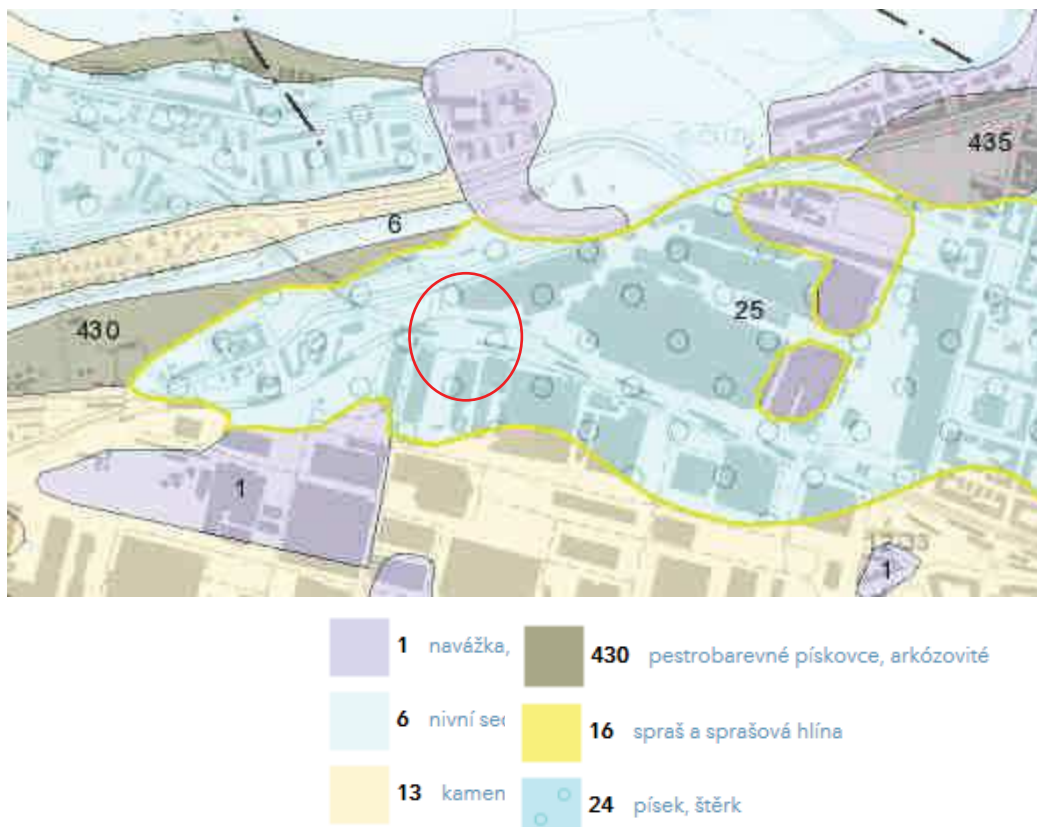 435
6
25
430
1
1
1 navážka,
430 pestrobarevné pískovce, arkózovité
6 nivní sed
16 spraš a sprašová hlína
13 kamen
24 písek, štěrk